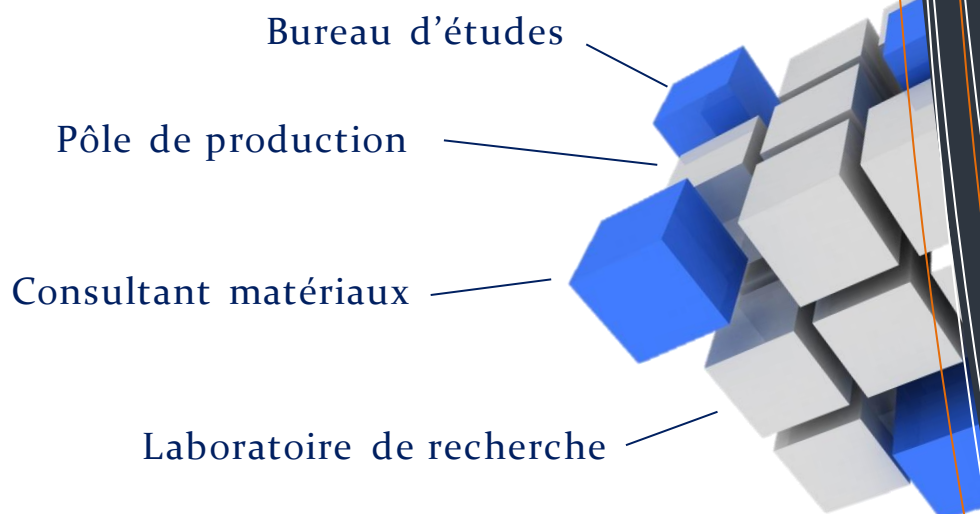 Bureau d’études
Pôle de production
Consultant matériaux
Laboratoire de recherche